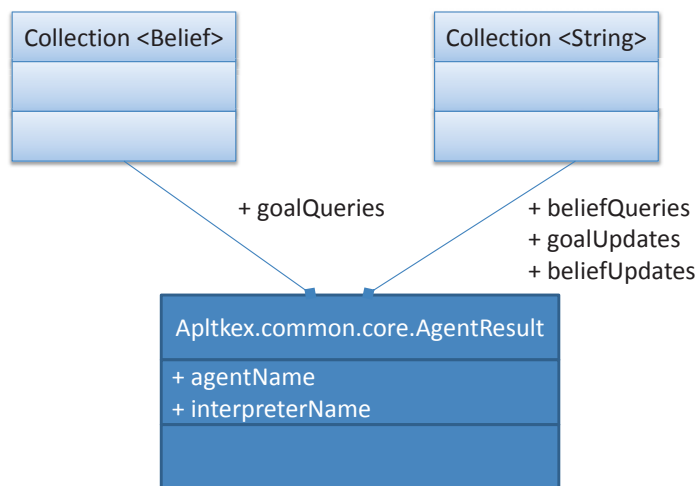 Collection <Belief>
Collection <String>
+ goalQueries
+ beliefQueries
+ goalUpdates
+ beliefUpdates
Apltkex.common.core.AgentResult
+ agentName
+ interpreterName